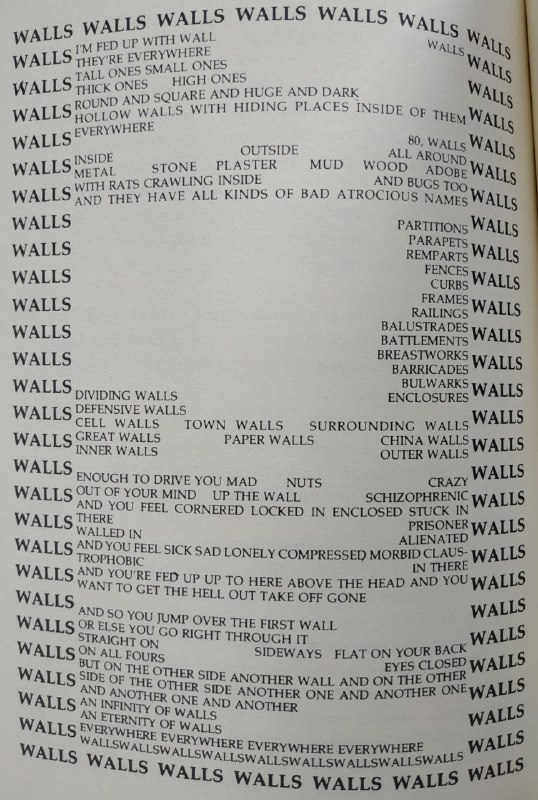 WALLS WALLS WALLS WALLS WALLS WALLS WALLS
I'M FED UP WITH WALL WALLS
WALLS THEY'RE EVERYWHERE WALLS
TALL ONES SMALL ONES
WALLS THICK ONES HIGH ONES WALLS
ROUND AND SQUARE AND HUGE AND DARK
WALLS HOLLOW WALLS WITH HIDING PLACES INSIDE OF THEM WALLS
WALLS EVERYWHERE 80, WALLS WALLS
INSIDE OUTSIDE ALL AROUND
WALLS METAL STONE PLASTER MUD WOOD ADOBE WALLS
WITH RATS CRAWLING INSIDE AND BUGS TOO
WALLS AND THEY HAVE ALL KINDS OF BAD ATROCIOUS NAMES WALLS
WALLS PARTITIONS WALLS
PARAPETS
WALLS REMPARTS WALLS
FENCES
WALLS CURBS WALLS
FRAMES
WALLS RAILINGS WALLS
BALUSTRADES
WALLS BATTLEMENTS WALLS
BREASTWORKS
WALLS BARRICADES WALLS
BULWARKS
WALLS DIVIDING WALLS ENCLOSURES WALLS
DEFENSIVE WALLS
WALLS CELL WALLS TOWN WALLS SURROUNDING WALLS WALLS
WALLS GREAT WALLS PAPER WALLS CHINA WALLS WALLS
INNER WALLS OUTER WALLS
WALLS WALLS
ENOUGH TO DRIVE YOU MAD NUTS CRAZY
WALLS OUT OF YOUR MIND UP THE WALL SCHIZOPHRENIC WALLS
AND YOU FEEL CORNERED LOCKED IN ENCLOSED STUCK IN
WALLS THERE PRISONER WALLS
WALLED IN ALIENATED
WALLS AND YOU FEEL SICK SAD LONELY COMPRESSED, MORBID CLAUS- WALLS
TROPHOBIC IN THERE
WALLS AND YOU'RE FED UP UP TO HERE ABOVE THE HEAD AND YOU WALLS
WANT TO GET THE HELL OUT TAKE OFF GONE
WALLS WALLS
AND SO YOU JUMP OVER THE FIRST WALL
WALLS OR ELSE YOU GO RIGHT THROUGH IT WALLS
STRAIGHT ON SIDEWAYS FLAT ON YOUR BACK
WALLS ON ALL FOURS EYES CLOSED WALLS
BUT ON THE OTHER SIDE ANOTHER WALL AND ON THE OTHER
WALLS SIDE OF THE OTHER SIDE ANOTHER ONE AND ANOTHER ONE WALLS
AND ANOTHER ONE AND ANOTHER
WALLS AN INFINITY OF WALLS WALLS
AN ETERNITY OF WALLS
WALLS EVERYWHERE EVERYWHERE EVERYWHERE EVERYWHERE WALLS
WALLSWALLSWALLSWALLSWALLSWALLSWALLSWALLSWALLS
WALLS WALLS WALLS WALLS WALLS WALLS WALLS